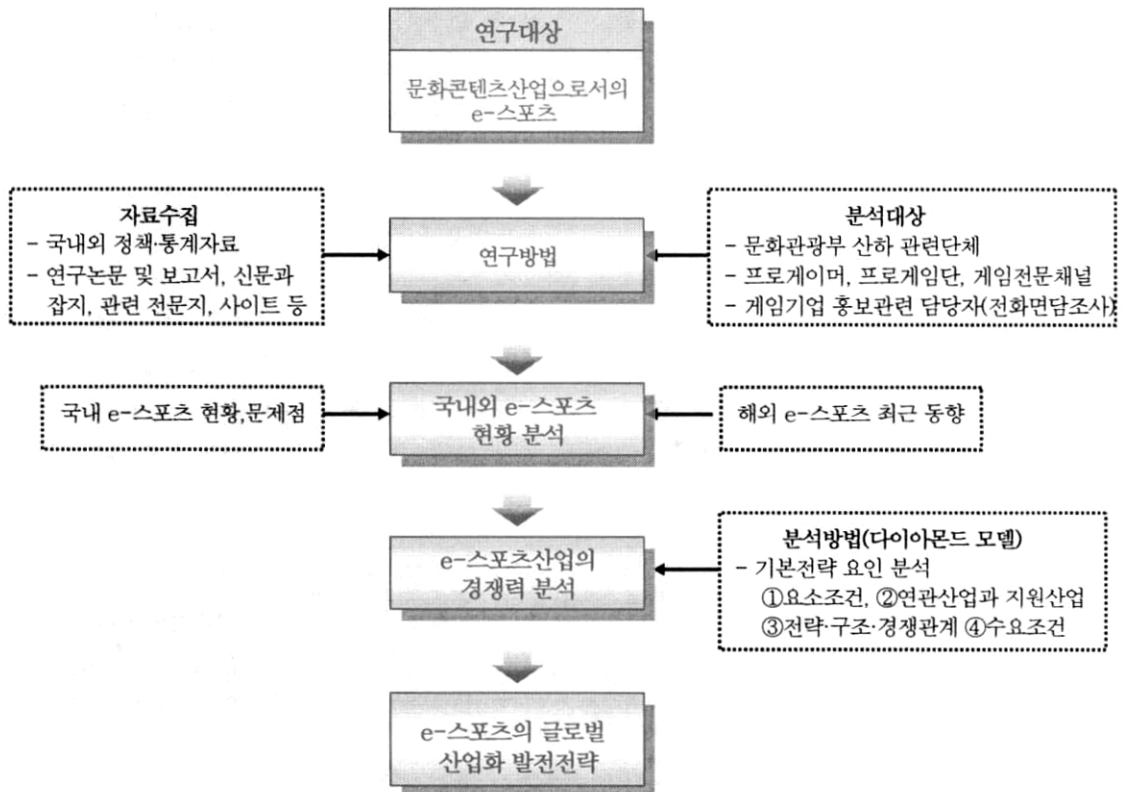 연구대상
문화콘텐츠산업으로서의
e-스포츠
자료수집
- 국내외 정책·통계자료
- 연구논문 및 보고서, 신문과
잡지, 관련 전문지, 사이트 등
연구방법
분석대상
- 문화관광부 산하 관련단체
- 프로게이머, 프로게임단, 게임전문채널
- 게임기업 홍보관련 담당자(전화면담조사)
국내 e-스포츠 현황,문제점
국내외 e-스포츠
현황 분석
해외 e-스포츠 최근 동향
e-스포츠산업의
경쟁력 분석
분석방법(다이아몬드 모델)
- 기본전략 요인 분석
①요소조건, ②연관산업과 지원산업
③전략·구조·경쟁관계 ④수요조건
e-스포츠의 글로벌
산업화 발전전략